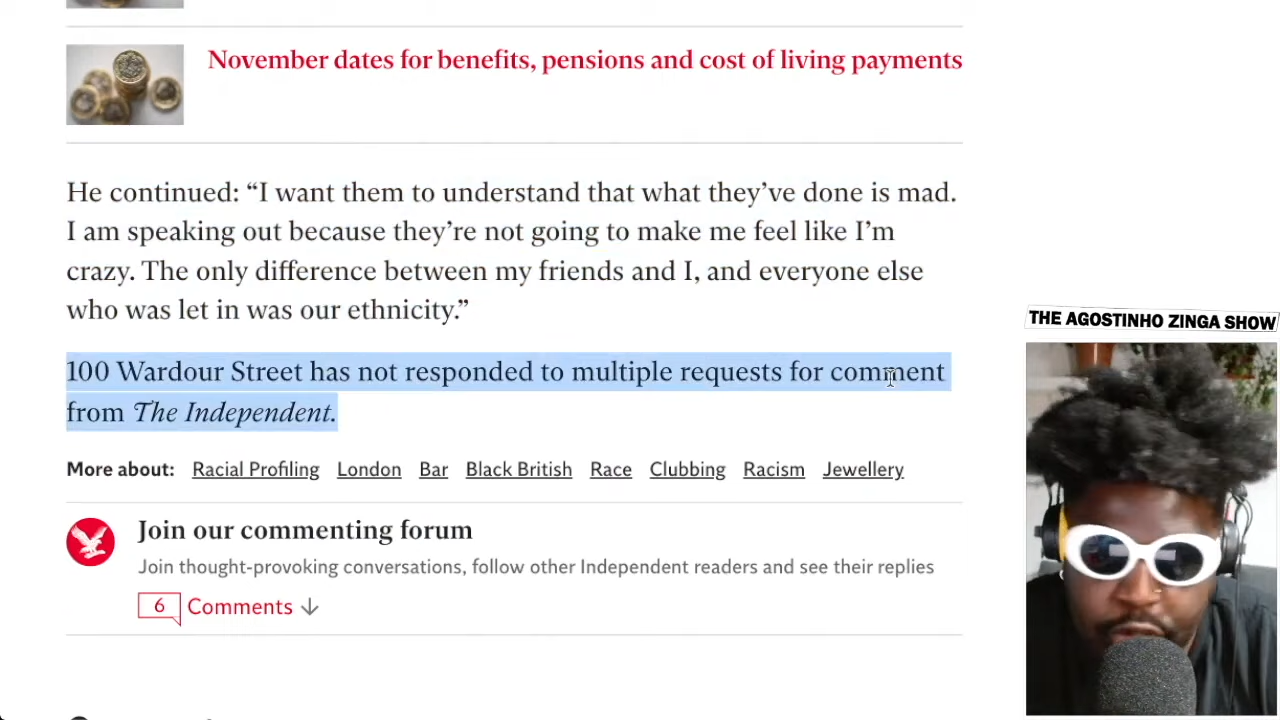 November dates for benefits, pensions and cost of living payments
He continued: “I want them to understand that what they’ve done is mad.
I am speaking out because they’re not going to make me feel like I’m
crazy. The only difference between my friends and I, and everyone else
who was let in was our ethnicity.”
100 Wardour Street has not responded to multiple requests for comment
from The Independent.
More about: Racial Profiling London Bar Black British Race Clubbing Racism Jewellery
Join our commenting forum
Join thought-provoking conversations, follow other Independent readers and see their replies
6 Comments ↓
THE AGOSTINHO ZINGA SHOW